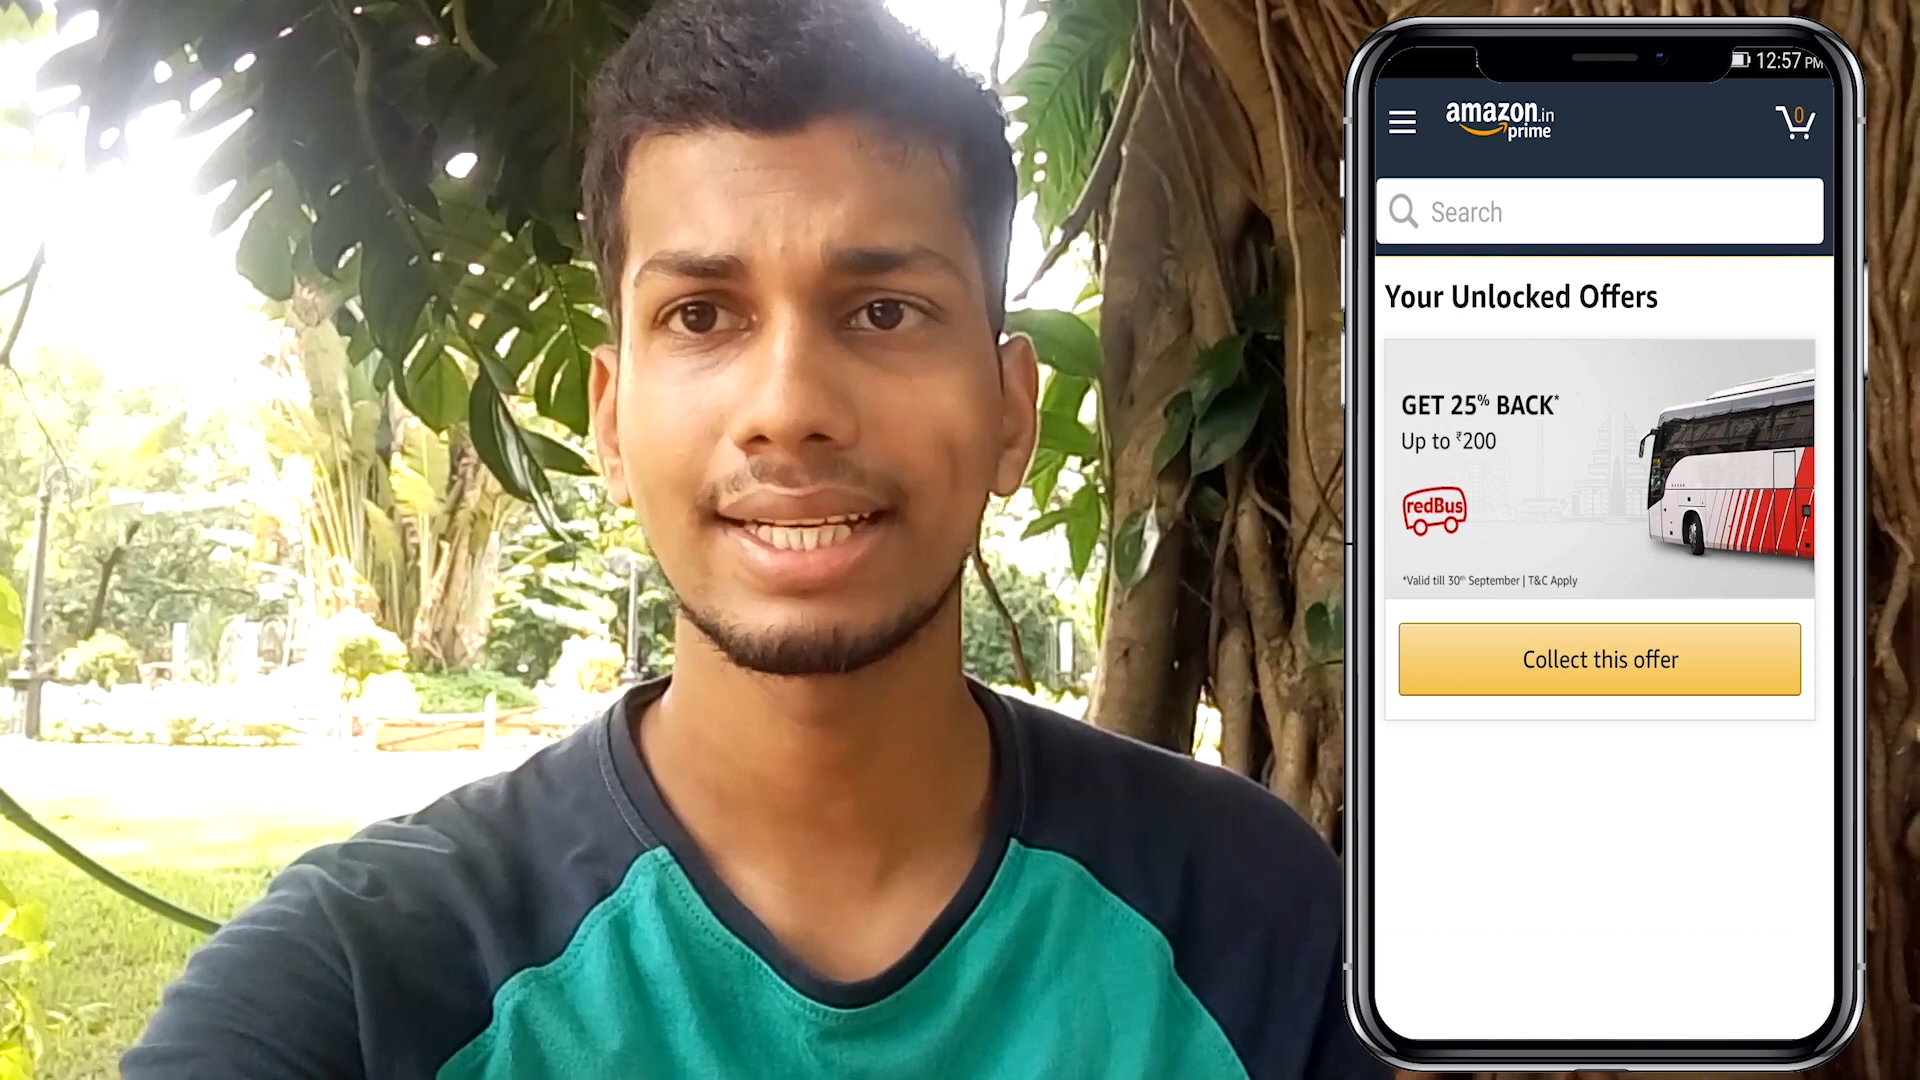 12:57 PM
amazon.in
prime
0
Search
Your Unlocked Offers
GET 25% BACK*
Up to ₹200
redBus
*Valid till 30th September | T&C Apply
Collect this offer